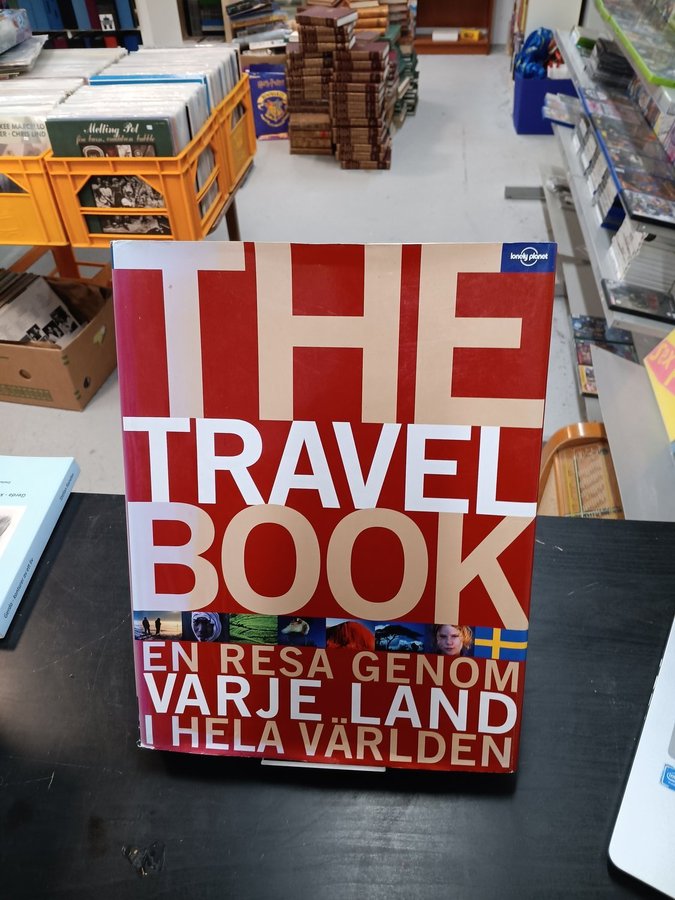 Melting Pot
lonely planet
THE
TRAVEL
BOOK
EN RESA GENOM
VARJE LAND
I HELA VÄRLDEN